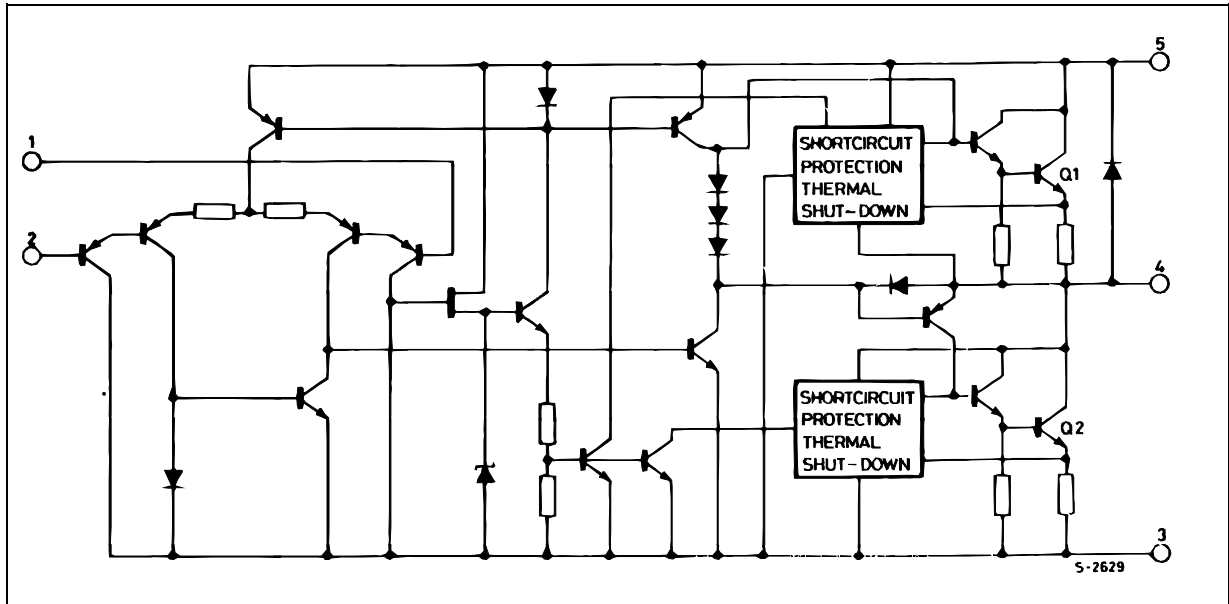 5
1
SHORTCIRCUIT
PROTECTION
THERMAL
SHUT-DOWN
Q1
2
4
SHORTCIRCUIT
PROTECTION
THERMAL
SHUT-DOWN
Q2
3
S-2629